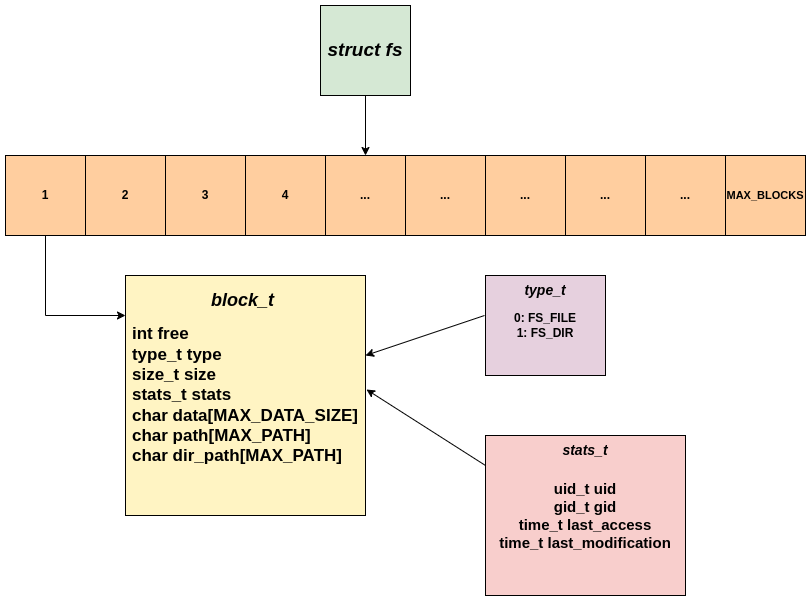 struct fs
1 2 3 4 ... ... ... ... ... MAX_BLOCKS
block_t
int free
type_t type
size_t size
stats_t stats
char data[MAX_DATA_SIZE]
char path[MAX_PATH]
char dir_path[MAX_PATH]
type_t
0: FS_FILE
1: FS_DIR
stats_t
uid_t uid
gid_t gid
time_t last_access
time_t last_modification